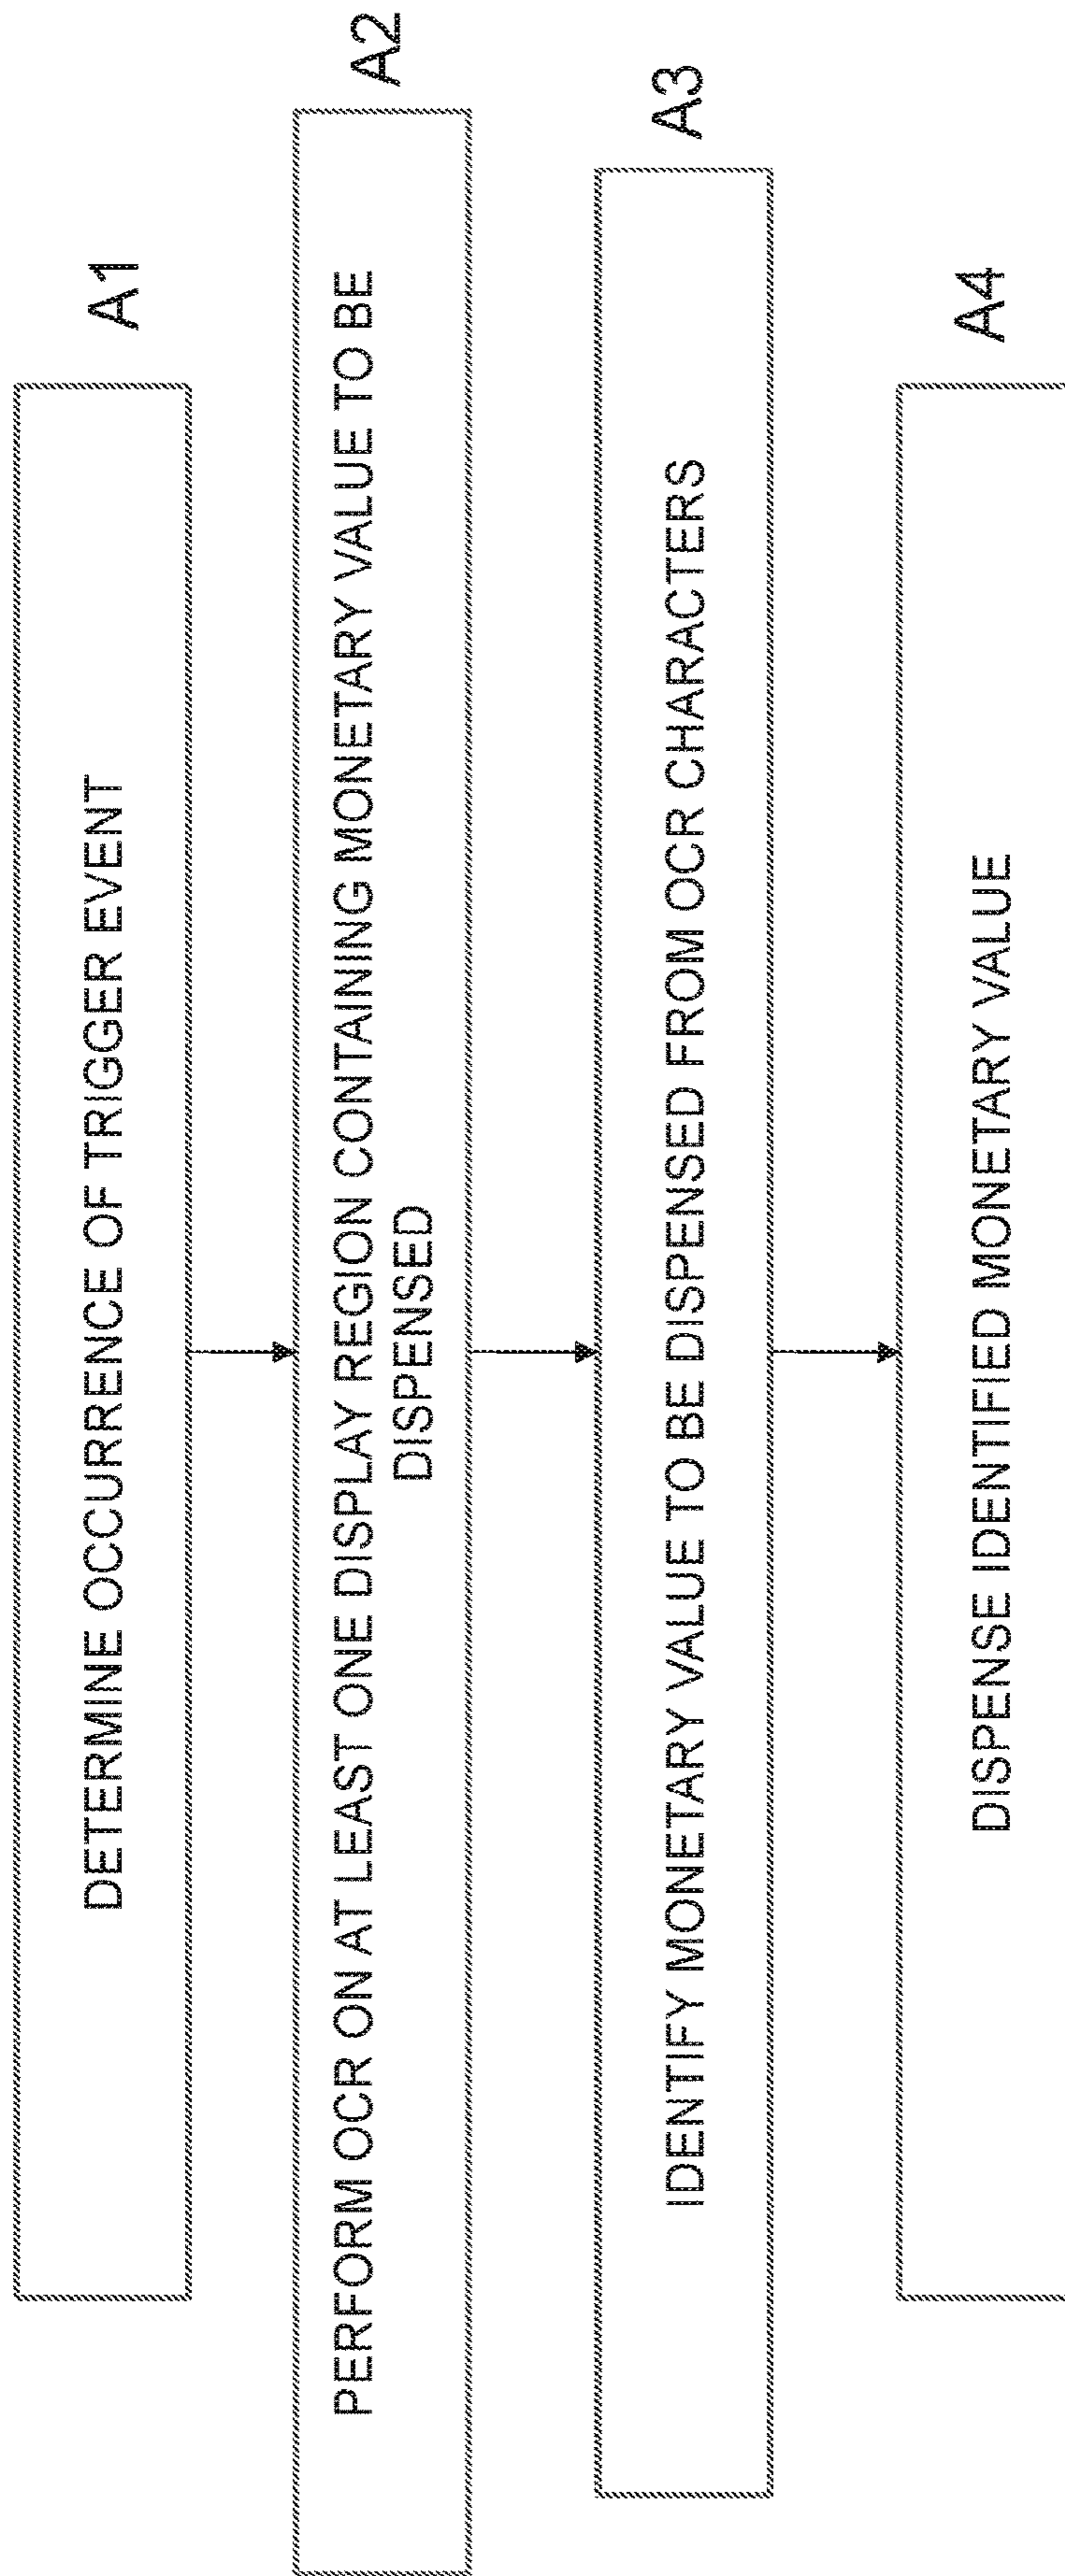 DETERMINE OCCURRENCE OF TRIGGER EVENT
A1
PERFORM OCR ON AT LEAST ONE DISPLAY REGION CONTAINING MONETARY VALUE TO BE
DISPENSED
A2
IDENTIFY MONETARY VALUE TO BE DISPENSED FROM OCR CHARACTERS
A3
DISPENSE IDENTIFIED MONETARY VALUE
A4